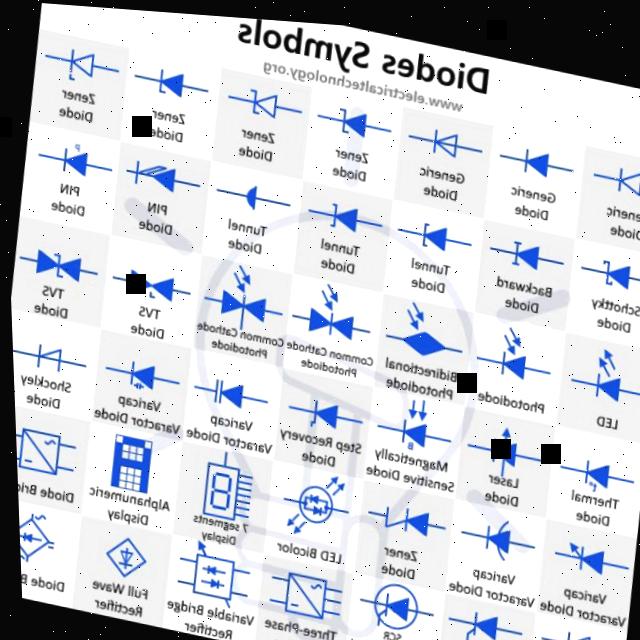 Diodes Symbols
www.electricaltechnology.org
Generic
Diode
Generic
Diode
Zener
Diode
Zener
Diode
Zener
Diode
Zener
Diode
Schottky
Diode
Backward
Diode
Tunnel
Diode
Tunnel
Diode
Tunnel
Diode
PIN
Diode
P
PIN
Diode
LED
Photodiode
Bidirectional
Photodiode
Common Cathode
Photodiode
Common Cathode
Photodiode
TVS
Diode
TVS
Diode
Thermal
Diode
t°
Laser
Diode
B
Magnetically
Sensitive Diode
Step Recovery
Diode
Varicap
Varactor Diode
Varicap
Varactor Diode
Shockley
Diode
Varicap
Varactor Diode
Varicap
Varactor Diode
Zener
Diode
LED Bicolor
7 segments
Display
Alphanumeric
Display
Diode
SCR
Three-Phase
Variable Bridge
Rectifier
Full Wave
Rectifier
Diode